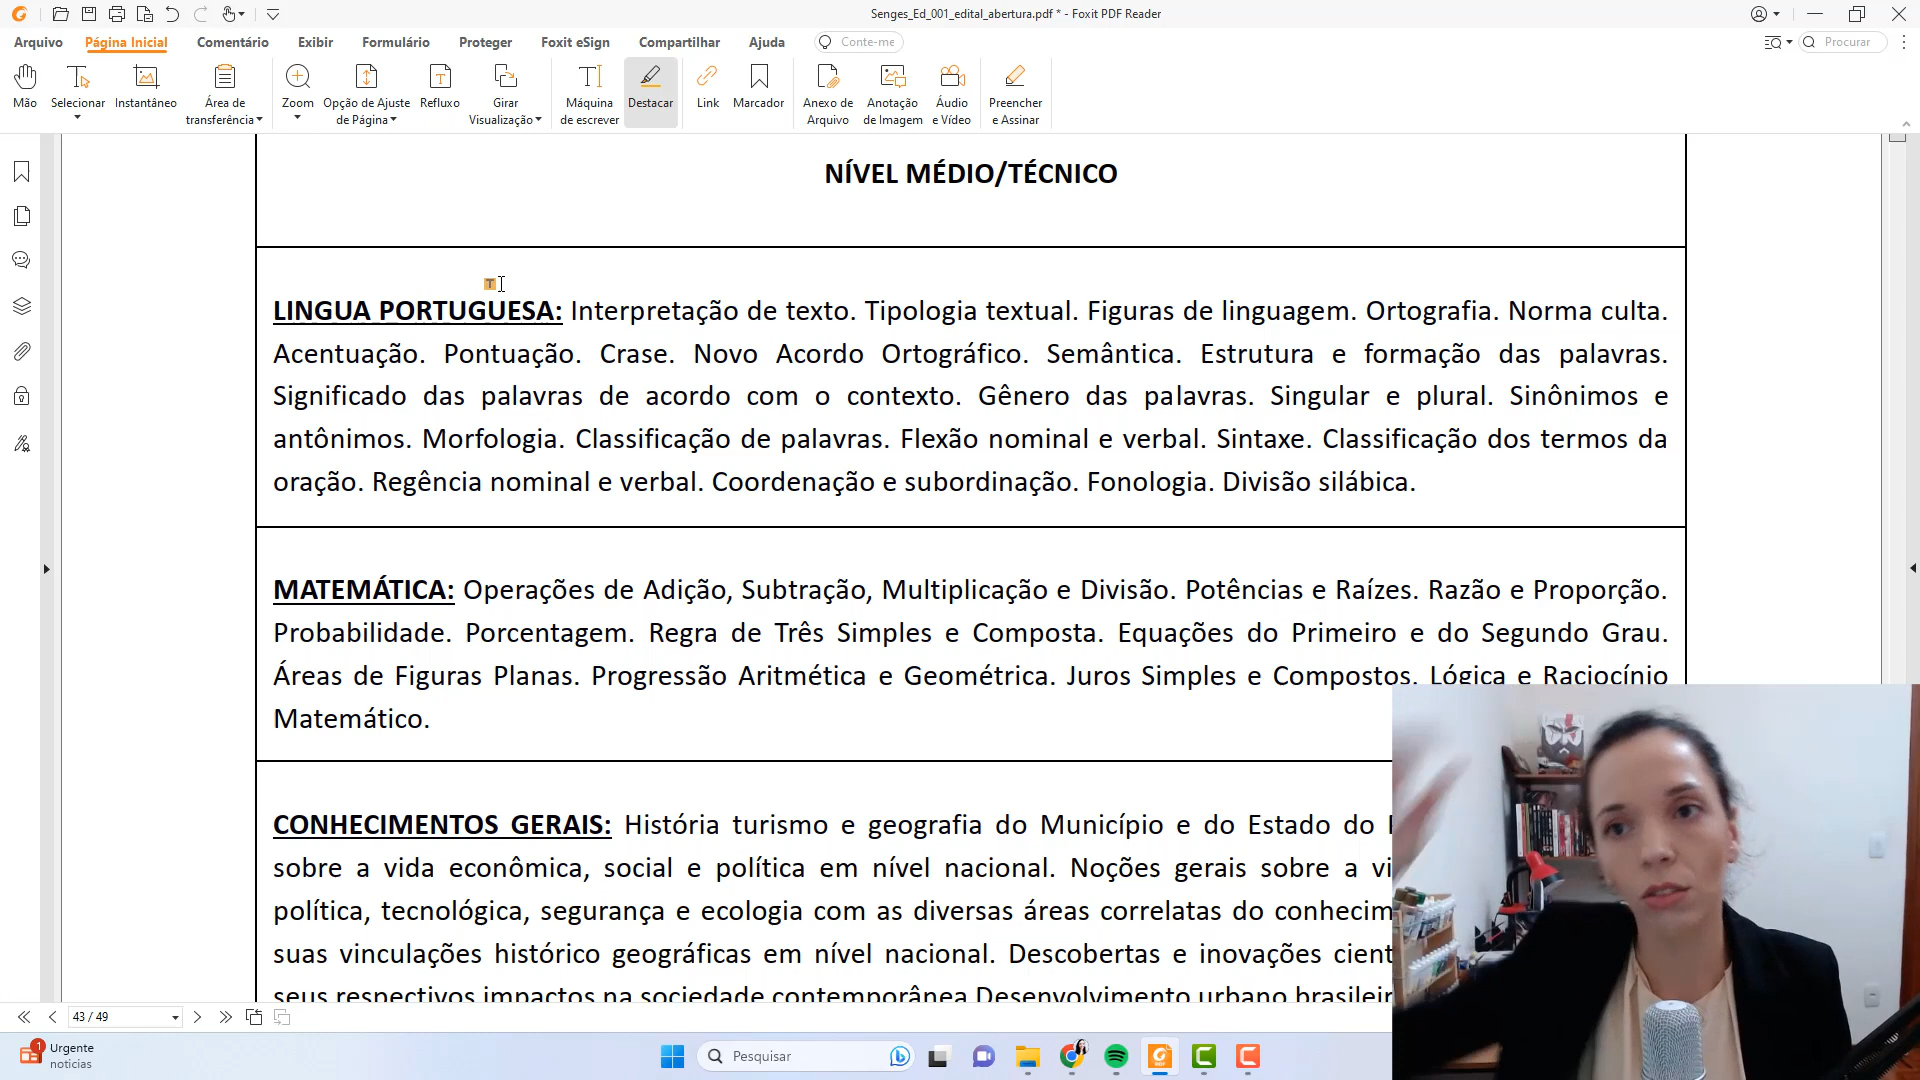 Senges_Ed_001_edital_abertura.pdf * - Foxit PDF Reader
Arquivo Página Inicial Comentário Exibir Formulário Proteger Foxit eSign Compartilhar Ajuda Conte-me Procurar
Mão Selecionar Instantâneo Área de transferência Zoom Opção de Ajuste de Página Refluxo Girar Visualização Máquina de escrever Destacar Link Marcador Anexo de Arquivo Anotação de Imagem Áudio e Vídeo Preencher e Assinar
NÍVEL MÉDIO/TÉCNICO
LINGUA PORTUGUESA: Interpretação de texto. Tipologia textual. Figuras de linguagem. Ortografia. Norma culta.
Acentuação. Pontuação. Crase. Novo Acordo Ortográfico. Semântica. Estrutura e formação das palavras.
Significado das palavras de acordo com o contexto. Gênero das palavras. Singular e plural. Sinônimos e
antônimos. Morfologia. Classificação de palavras. Flexão nominal e verbal. Sintaxe. Classificação dos termos da
oração. Regência nominal e verbal. Coordenação e subordinação. Fonologia. Divisão silábica.
MATEMÁTICA: Operações de Adição, Subtração, Multiplicação e Divisão. Potências e Raízes. Razão e Proporção.
Probabilidade. Porcentagem. Regra de Três Simples e Composta. Equações do Primeiro e do Segundo Grau.
Áreas de Figuras Planas. Progressão Aritmética e Geométrica. Juros Simples e Compostos. Lógica e Raciocínio
Matemático.
CONHECIMENTOS GERAIS: História turismo e geografia do Município e do Estado do
sobre a vida econômica, social e política em nível nacional. Noções gerais sobre a
política, tecnológica, segurança e ecologia com as diversas áreas correlatas do
suas vinculações histórico geográficas em nível nacional. Descobertas e inovações
seus respectivos impactos na sociedade contemporânea Desenvolvimento urbano
43 / 49
Urgente
notícias
1
Pesquisar